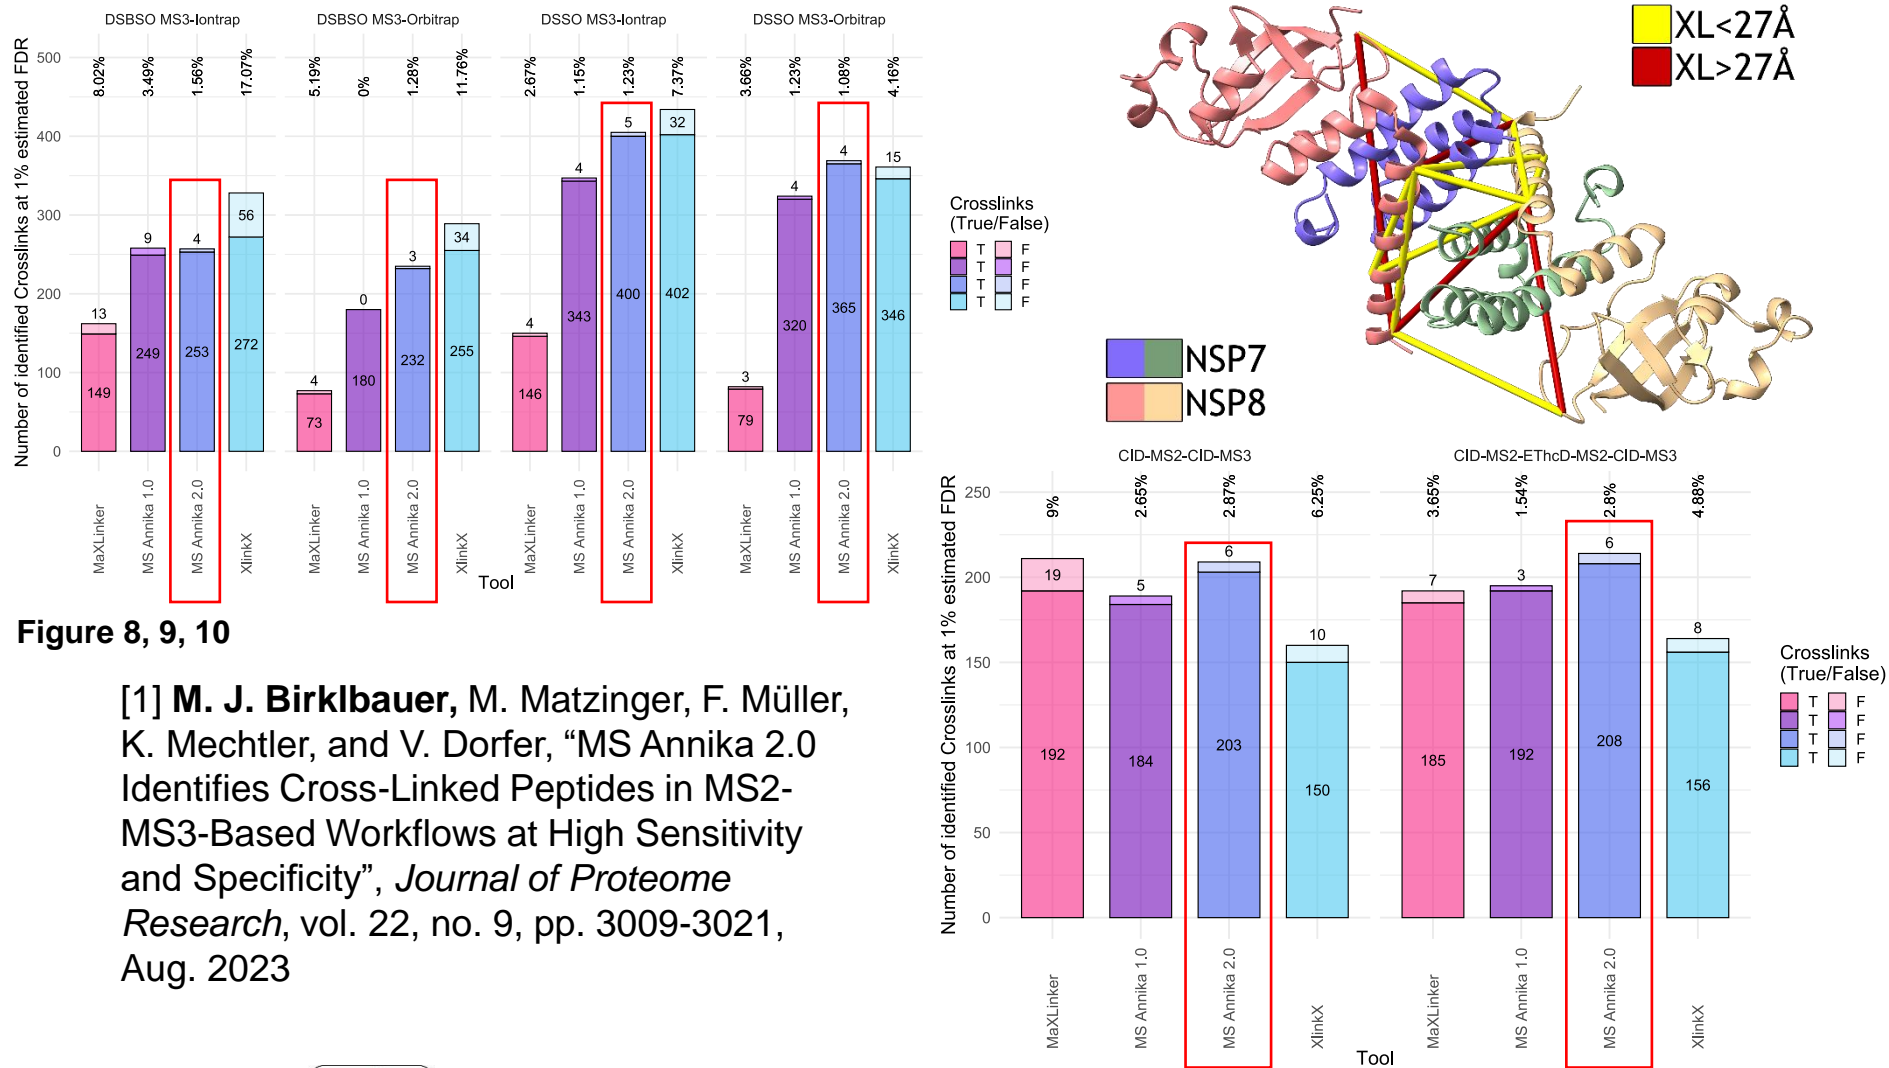 DSBSO MS3-Iontrap
DSBSO MS3-Orbitrap
DSSO MS3-Iontrap
DSSO MS3-Orbitrap
8.02%
3.49%
1.56%
17.07%
5.19%
0%
1.28%
11.76%
2.67%
1.15%
1.23%
7.37%
3.66%
1.23%
1.08%
4.16%
Number of identified Crosslinks at 1% estimated FDR
500
400
300
200
100
0
13
149
9
249
4
253
56
272
4
73
0
180
3
232
34
255
4
146
4
343
5
400
32
402
3
79
4
320
4
365
15
346
MaXLinker
MS Annika 1.0
MS Annika 2.0
XlinkX
MaXLinker
MS Annika 1.0
MS Annika 2.0
XlinkX
MaXLinker
MS Annika 1.0
MS Annika 2.0
XlinkX
MaXLinker
MS Annika 1.0
MS Annika 2.0
XlinkX
Tool
Crosslinks
(True/False)
T F
T F
T F
T F
XL<27Å
XL>27Å
NSP7
NSP8
Figure 8, 9, 10
[1] M. J. Birklbauer, M. Matzinger, F. Müller,
K. Mechtler, and V. Dorfer, “MS Annika 2.0
Identifies Cross-Linked Peptides in MS2-
MS3-Based Workflows at High Sensitivity
and Specificity”, Journal of Proteome
Research, vol. 22, no. 9, pp. 3009-3021,
Aug. 2023
CID-MS2-CID-MS3
CID-MS2-EThcD-MS2-CID-MS3
9%
2.65%
2.87%
6.25%
3.65%
1.54%
2.8%
4.88%
Number of identified Crosslinks at 1% estimated FDR
250
200
150
100
50
0
19
192
5
184
6
203
10
150
7
185
3
192
6
208
8
156
MaXLinker
MS Annika 1.0
MS Annika 2.0
XlinkX
MaXLinker
MS Annika 1.0
MS Annika 2.0
XlinkX
Tool
Crosslinks
(True/False)
T F
T F
T F
T F